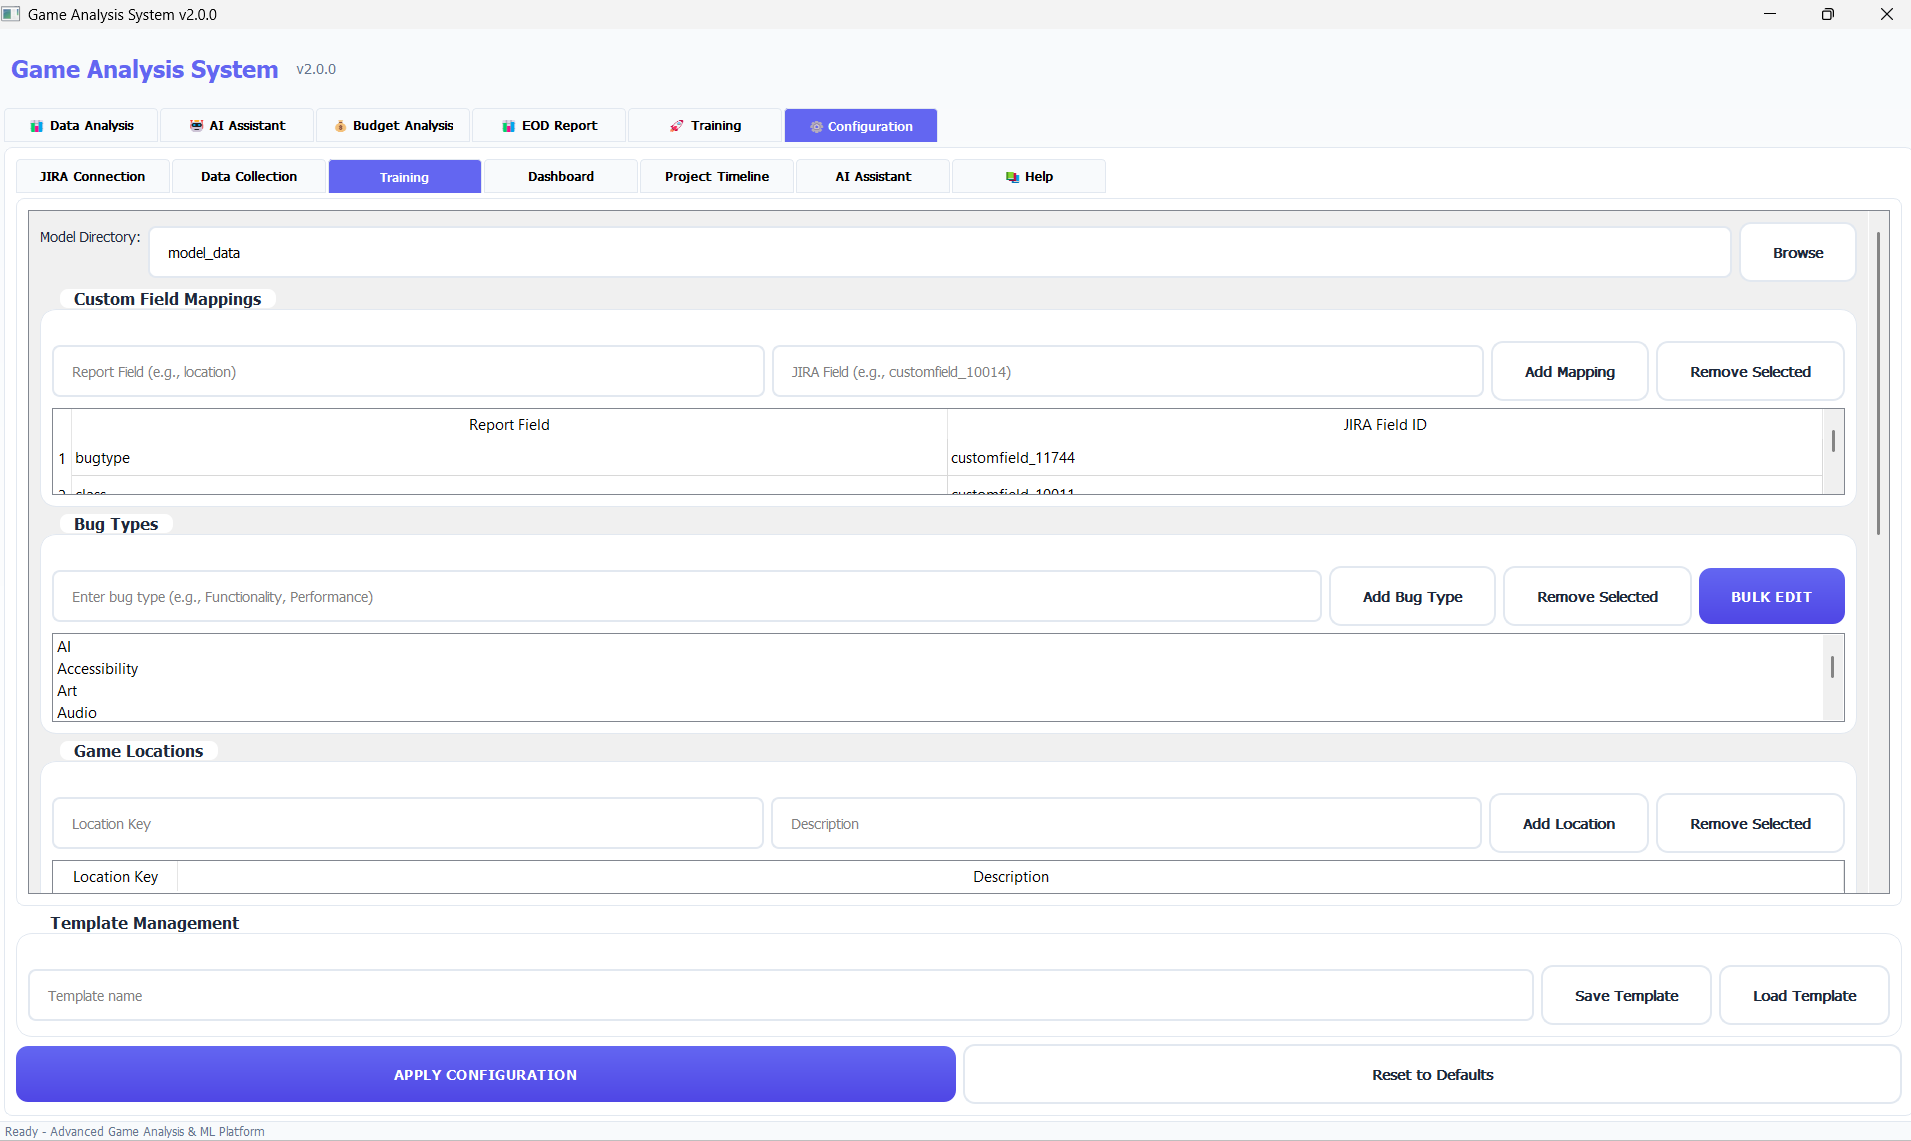 Game Analysis System v2.0.0
Game Analysis System v2.0.0
Data Analysis AI Assistant Budget Analysis EOD Report Training Configuration
JIRA Connection Data Collection Training Dashboard Project Timeline AI Assistant Help
Model Directory: model_data Browse
Custom Field Mappings
Report Field (e.g., location) JIRA Field (e.g., customfield_10014) Add Mapping Remove Selected
Report Field JIRA Field ID
1 bugtype customfield_11744
2 class customfield_10011
Bug Types
Enter bug type (e.g., Functionality, Performance) Add Bug Type Remove Selected BULK EDIT
AI
Accessibility
Art
Audio
Game Locations
Location Key Description Add Location Remove Selected
Location Key Description
Template Management
Template name Save Template Load Template
APPLY CONFIGURATION Reset to Defaults
Ready - Advanced Game Analysis & ML Platform